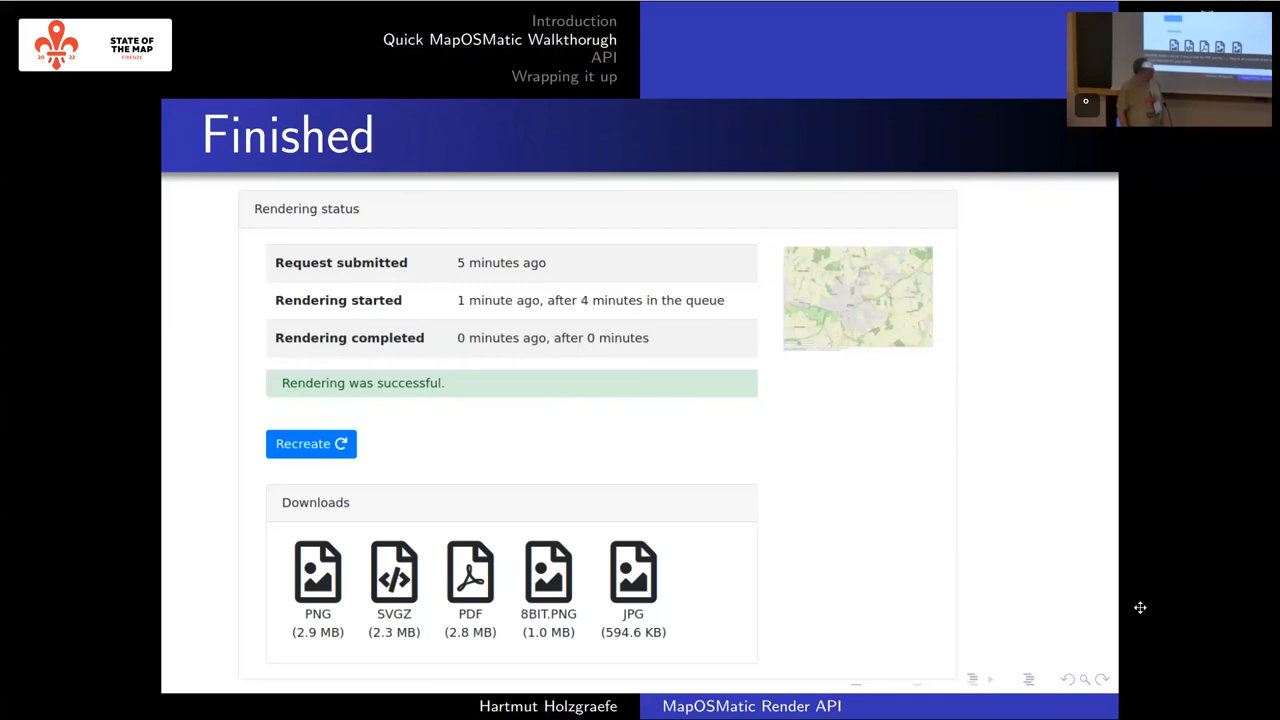 STATE OF
THE MAP
20 22
FIRENZE
Introduction
Quick MapOSMatic Walkthorugh
API
Wrapping it up
Finished
Rendering status
Request submitted 5 minutes ago
Rendering started 1 minute ago, after 4 minutes in the queue
Rendering completed 0 minutes ago, after 0 minutes
Rendering was successful.
Recreate
Downloads
PNG SVGZ PDF 8BIT.PNG JPG
(2.9 MB) (2.3 MB) (2.8 MB) (1.0 MB) (594.6 KB)
Hartmut Holzgraefe MapOSMatic Render API